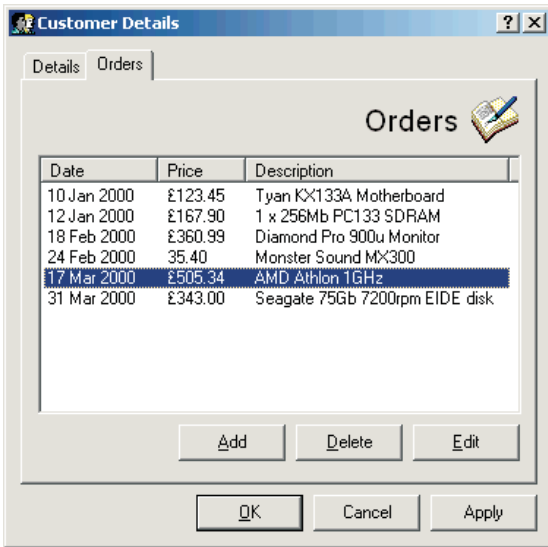 Customer Details
Details Orders
Orders
Date Price Description
10 Jan 2000 £123.45 Tyan KX133A Motherboard
12 Jan 2000 £167.90 1 x 256Mb PC133 SDRAM
18 Feb 2000 £360.99 Diamond Pro 900u Monitor
24 Feb 2000 35.40 Monster Sound MX300
17 Mar 2000 £505.34 AMD Athlon 1GHz
31 Mar 2000 £343.00 Seagate 75Gb 7200rpm EIDE disk
Add Delete Edit
OK Cancel Apply